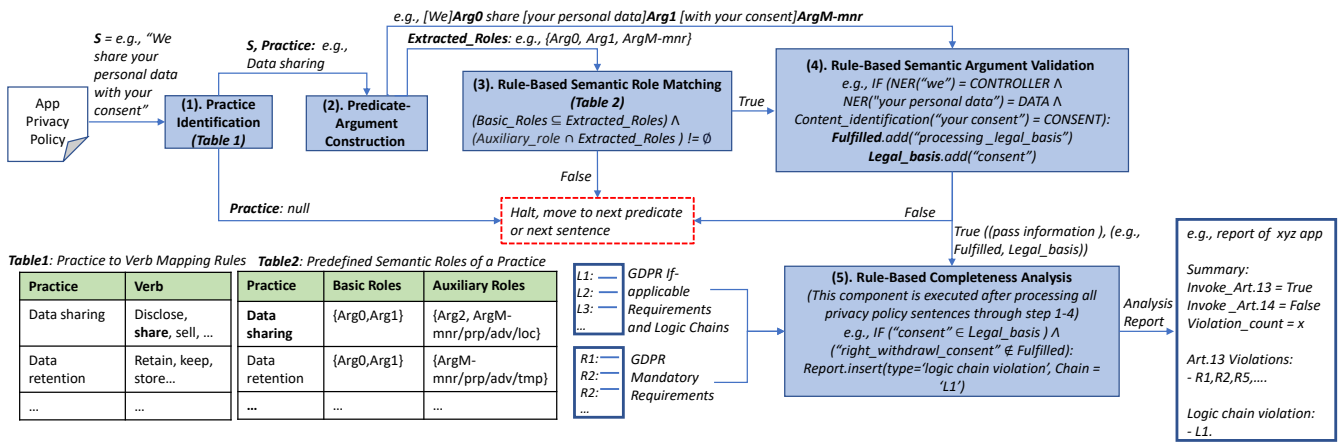 e.g., [We]Arg0 share [your personal data]Arg1 [with your consent]ArgM-mnr
S = e.g., “We
share your
personal data
with your
consent”
S, Practice: e.g.,
Data sharing
Extracted_Roles: e.g., {Arg0, Arg1, ArgM-mnr}
App
Privacy
Policy
(1). Practice
Identification
(Table 1)
(2). Predicate-
Argument
Construction
(3). Rule-Based Semantic Role Matching
(Table 2)
(Basic_Roles ⊆ Extracted_Roles) Λ
(Auxiliary_role ∩ Extracted_Roles ) != ∅
True
(4). Rule-Based Semantic Argument Validation
e.g., IF (NER(“we”) = CONTROLLER Λ
NER("your personal data”) = DATA Λ
Content_identification(“your consent”) = CONSENT):
Fulfilled.add(“processing _legal_basis”)
Legal_basis.add(“consent”)
False
Practice: null
Halt, move to next predicate
or next sentence
False
True ((pass information ), (e.g.,
Fulfilled, Legal_basis))
Table1: Practice to Verb Mapping Rules
Practice Verb
Data sharing Disclose,
share, sell, …
Data
retention Retain, keep,
store…
… …
Table2: Predefined Semantic Roles of a Practice
Practice Basic Roles Auxiliary Roles
Data
sharing {Arg0,Arg1} {Arg2, ArgM-
mnr/prp/adv/loc}
Data
retention {Arg0,Arg1} {ArgM-
mnr/prp/adv/tmp}
… … …
L1:
L2:
L3:
…
GDPR If-
applicable
Requirements
and Logic Chains
R1:
R2:
R2:
…
GDPR
Mandatory
Requirements
(5). Rule-Based Completeness Analysis
(This component is executed after processing all
privacy policy sentences through step 1-4)
e.g., IF (“consent” ∈ Legal_basis ) Λ
(“right_withdrawl_consent” ∉ Fulfilled):
Report.insert(type=‘logic chain violation’, Chain =
‘L1’)
Analysis
Report
e.g., report of xyz app
Summary:
Invoke_Art.13 = True
Invoke _Art.14 = False
Violation_count = x
Art.13 Violations:
- R1,R2,R5,….
Logic chain violation:
- L1.